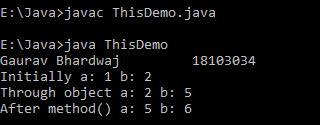 E:\Java>javac ThisDemo.java
E:\Java>java ThisDemo
Gaurav Bhardwaj          18103034
Initially a: 1 b: 2
Through object a: 2 b: 5
After method() a: 5 b: 6